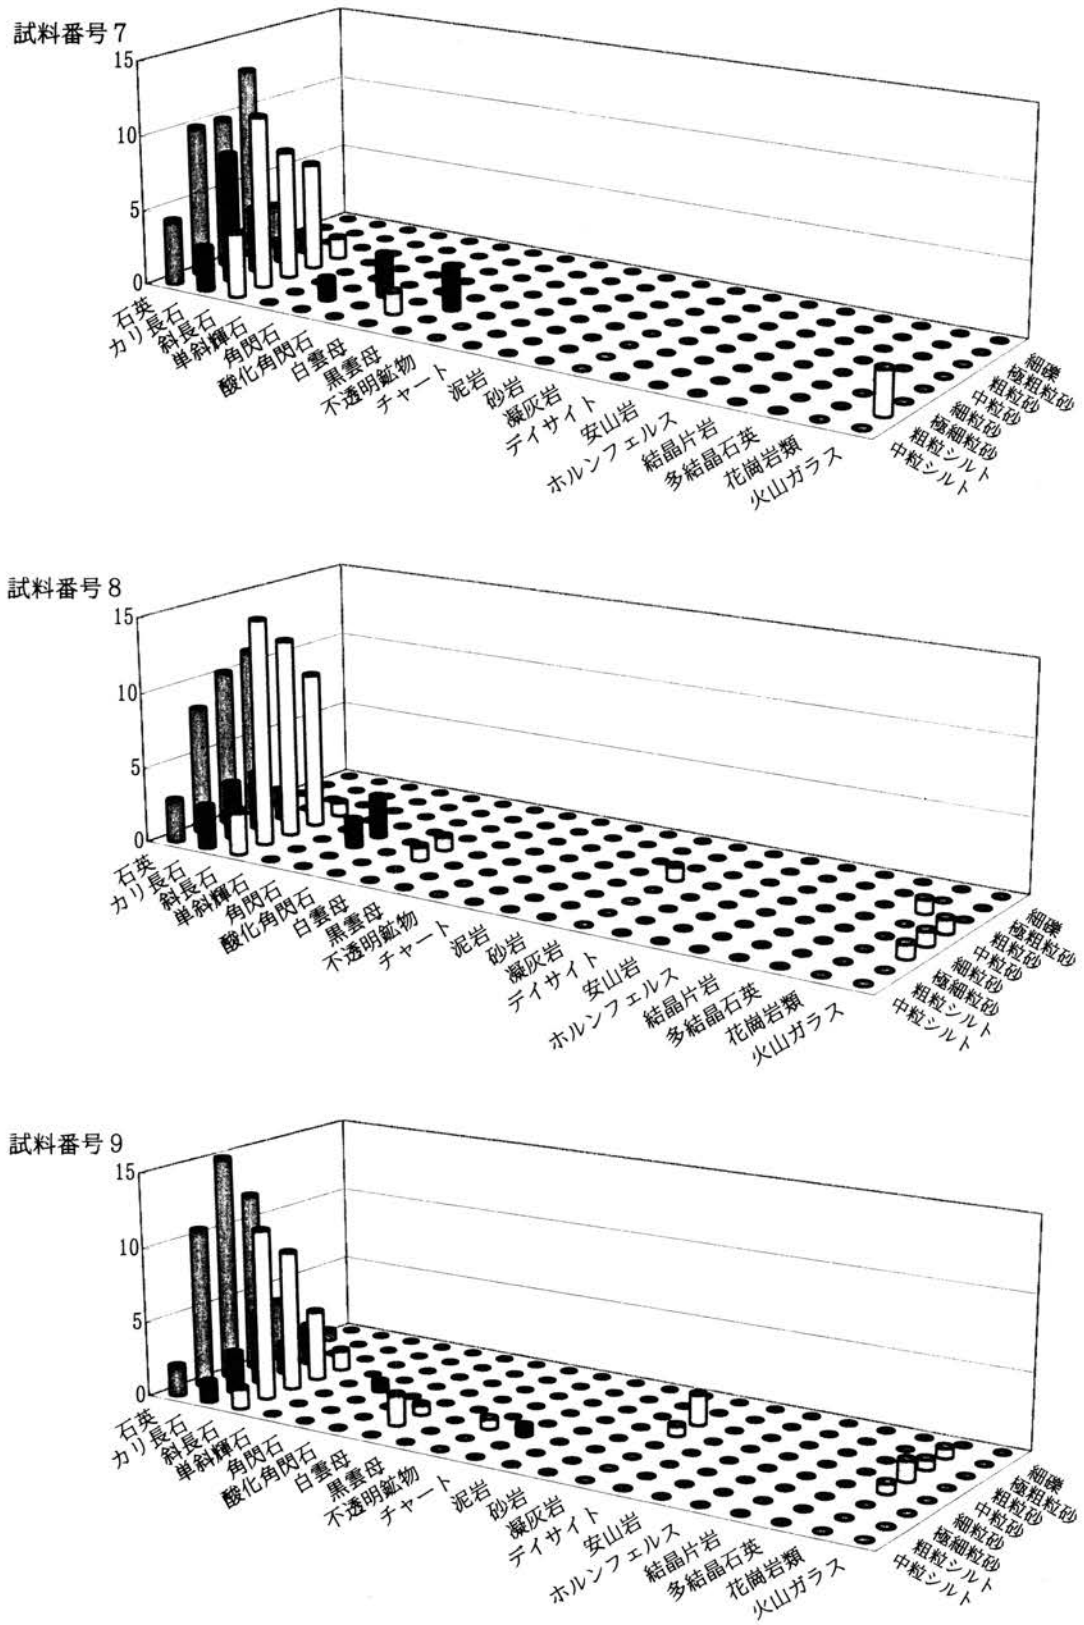 試料番号7
15
10
5
0
石英
カリ長石
斜長石
単斜輝石
角閃石
酸化角閃石
白雲母
黒雲母
不透明鉱物
チャート
泥岩
砂岩
凝灰岩
デイサイト
安山岩
ホルンフェルス
結晶片岩
多結晶石英
花崗岩類
火山ガラス
細礫
極粗粒砂
粗粒砂
中粒砂
細粒砂
極細粒砂
粗粒シルト
中粒シルト
試料番号8
15
10
5
0
石英
カリ長石
斜長石
単斜輝石
角閃石
酸化角閃石
白雲母
黒雲母
不透明鉱物
チャート
泥岩
砂岩
凝灰岩
デイサイト
安山岩
ホルンフェルス
結晶片岩
多結晶石英
花崗岩類
火山ガラス
細礫
極粗粒砂
粗粒砂
中粒砂
細粒砂
極細粒砂
粗粒シルト
中粒シルト
試料番号9
15
10
5
0
石英
カリ長石
斜長石
単斜輝石
角閃石
酸化角閃石
白雲母
黒雲母
不透明鉱物
チャート
泥岩
砂岩
凝灰岩
デイサイト
安山岩
ホルンフェルス
結晶片岩
多結晶石英
花崗岩類
火山ガラス
細礫
極粗粒砂
粗粒砂
中粒砂
細粒砂
極細粒砂
粗粒シルト
中粒シルト